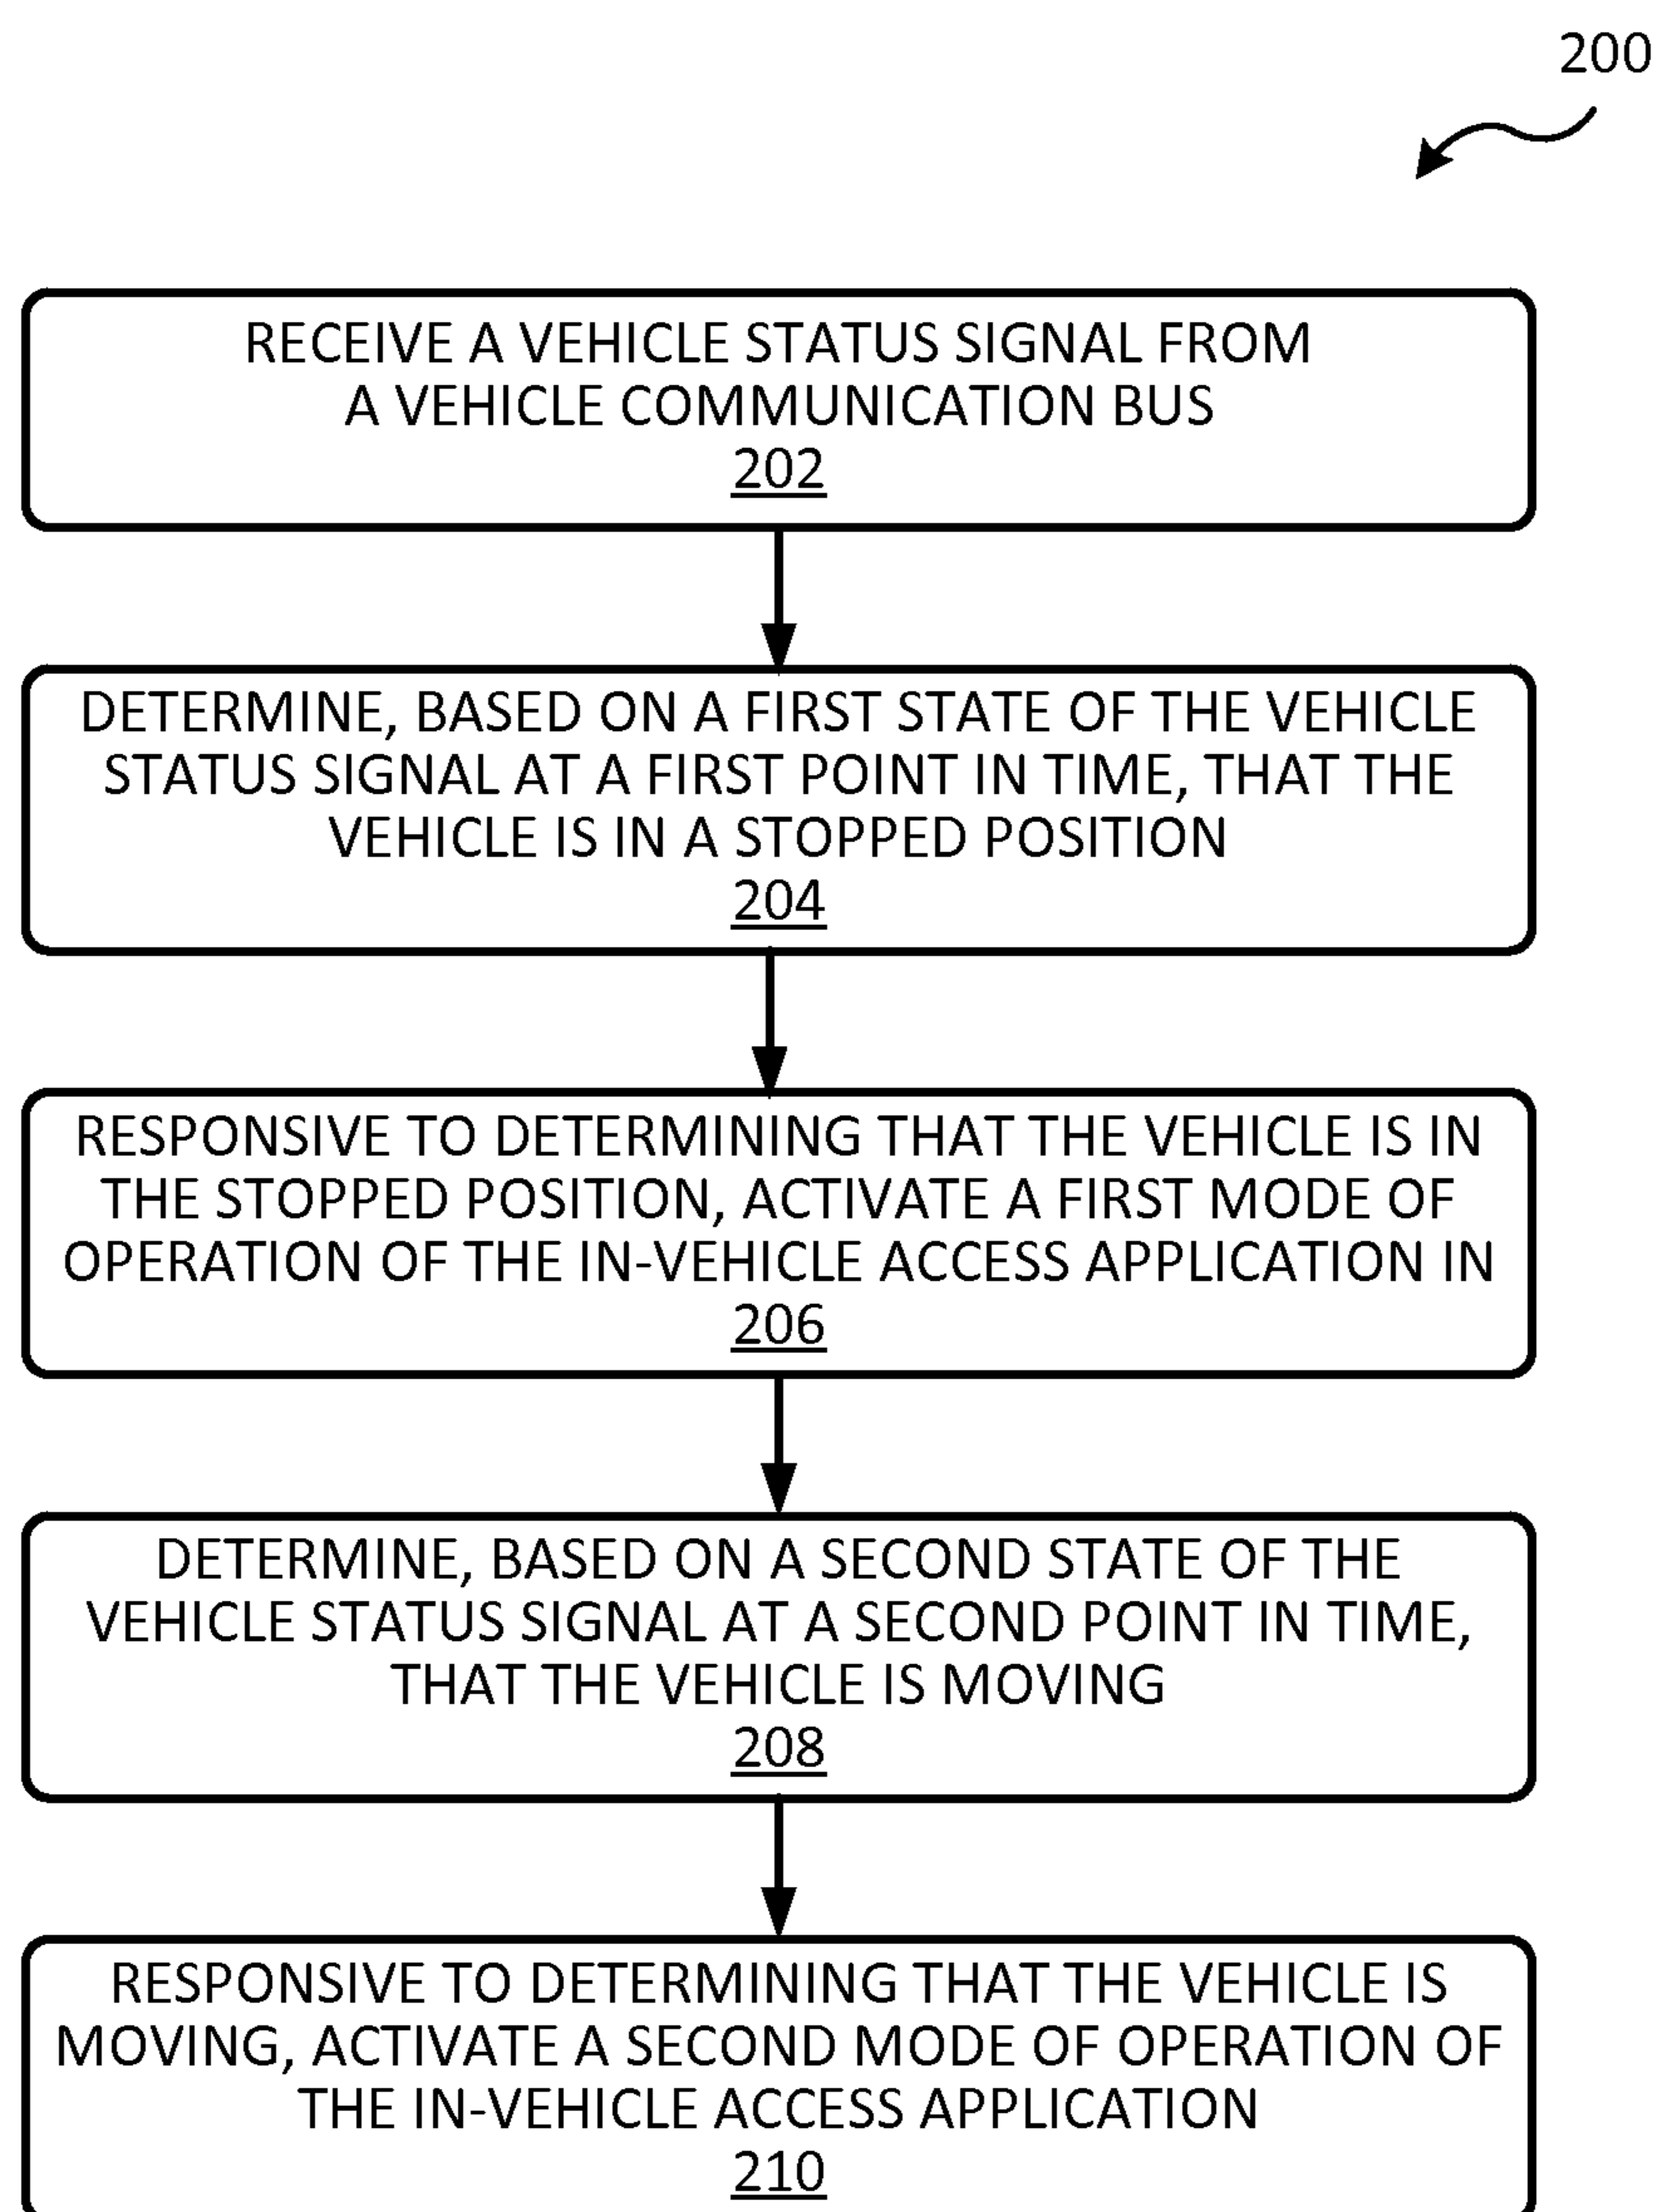 200
RECEIVE A VEHICLE STATUS SIGNAL FROM
A VEHICLE COMMUNICATION BUS
202
DETERMINE, BASED ON A FIRST STATE OF THE VEHICLE
STATUS SIGNAL AT A FIRST POINT IN TIME, THAT THE
VEHICLE IS IN A STOPPED POSITION
204
RESPONSIVE TO DETERMINING THAT THE VEHICLE IS IN
THE STOPPED POSITION, ACTIVATE A FIRST MODE OF
OPERATION OF THE IN-VEHICLE ACCESS APPLICATION IN
206
DETERMINE, BASED ON A SECOND STATE OF THE
VEHICLE STATUS SIGNAL AT A SECOND POINT IN TIME,
THAT THE VEHICLE IS MOVING
208
RESPONSIVE TO DETERMINING THAT THE VEHICLE IS
MOVING, ACTIVATE A SECOND MODE OF OPERATION OF
THE IN-VEHICLE ACCESS APPLICATION
210